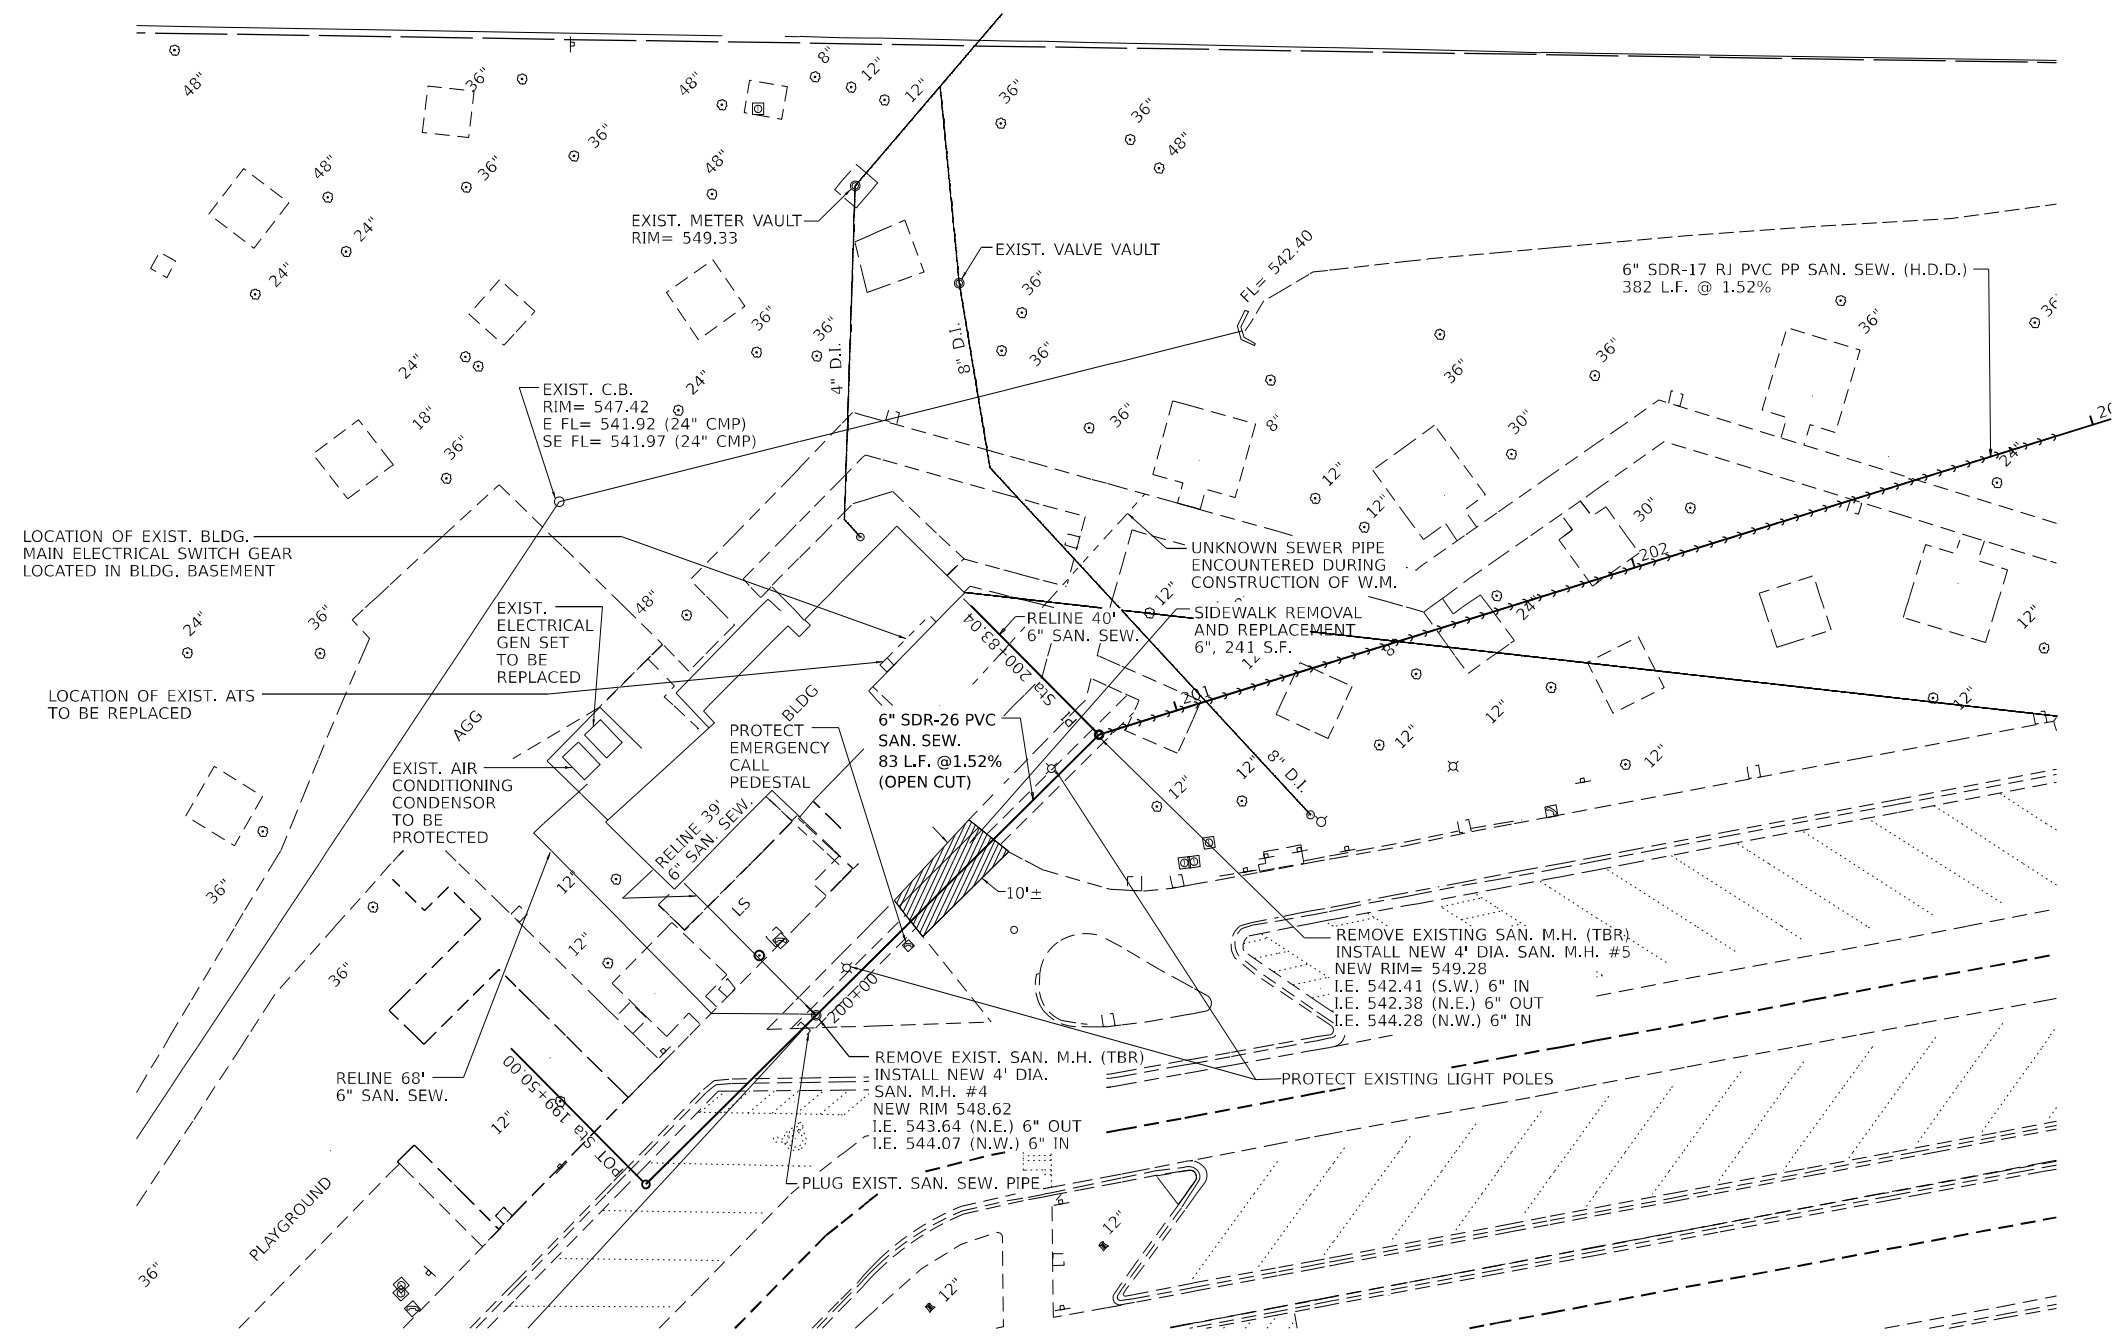 48"
36"
48"
8"
12"
12"
36"
36"
48"
36"
36"
48"
48"
24"
24"
EXIST. METER VAULT
RIM= 549.33
EXIST. VALVE VAULT
FL= 542.40
6" SDR-17 RJ PVC PP SAN. SEW. (H.D.D.)
382 L.F. @ 1.52%
36"
36"
36"
36"
36"
36"
36"
36"
4" D.I.
8" D.I.
24"
24"
18"
36"
EXIST. C.B.
RIM= 547.42
E FL= 541.92 (24" CMP)
SE FL= 541.97 (24" CMP)
36"
8"
30"
12"
12"
24"
30"
202
LOCATION OF EXIST. BLDG.
MAIN ELECTRICAL SWITCH GEAR
LOCATED IN BLDG. BASEMENT
UNKNOWN SEWER PIPE
ENCOUNTERED DURING
CONSTRUCTION OF W.M.
24"
36"
48"
EXIST.
ELECTRICAL
GEN SET
TO BE
REPLACED
Sta 200+83.04
RELINE 40'
6" SAN. SEW.
12"
SIDEWALK REMOVAL
AND REPLACEMENT
6", 241 S.F.
24"
8"
12"
12"
201
LOCATION OF EXIST. ATS
TO BE REPLACED
AGG
BLDG
PROTECT
EMERGENCY
CALL
PEDESTAL
6" SDR-26 PVC
SAN. SEW.
83 L.F. @1.52%
(OPEN CUT)
12"
12"
12"
12"
12"
8" D.I.
EXIST. AIR
CONDITIONING
CONDENSOR
TO BE
PROTECTED
RELINE 39'
6" SAN. SEW.
36"
12"
LS
10'±
12"
36"
200+00
REMOVE EXISTING SAN. M.H. (TBR)
INSTALL NEW 4' DIA. SAN. M.H. #5
NEW RIM= 549.28
I.E. 542.41 (S.W.) 6" IN
I.E. 542.38 (N.E.) 6" OUT
I.E. 544.28 (N.W.) 6" IN
RELINE 68'
6" SAN. SEW.
POT Sta 199+50.00
REMOVE EXIST. SAN. M.H. (TBR)
INSTALL NEW 4' DIA.
SAN. M.H. #4
NEW RIM 548.62
I.E. 543.64 (N.E.) 6" OUT
I.E. 544.07 (N.W.) 6" IN
PROTECT EXISTING LIGHT POLES
12"
PLUG EXIST. SAN. SEW. PIPE
PLAYGROUND
36"
12"
12"